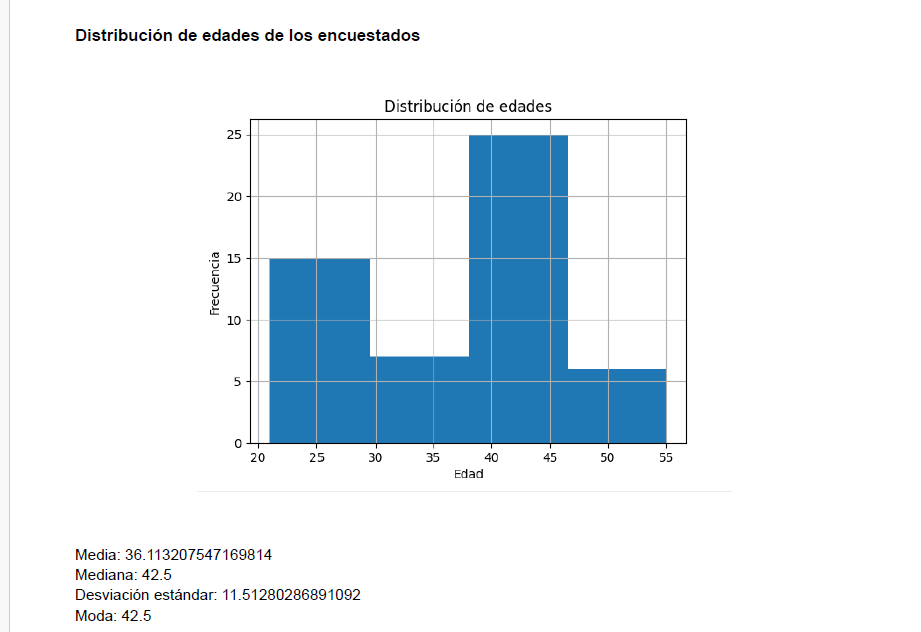 Distribución de edades de los encuestados
Distribución de edades
25
20
15
10
5
0
Frecuencia
20 25 30 35 40 45 50 55
Edad
Media: 36.113207547169814
Mediana: 42.5
Desviación estándar: 11.51280286891092
Moda: 42.5